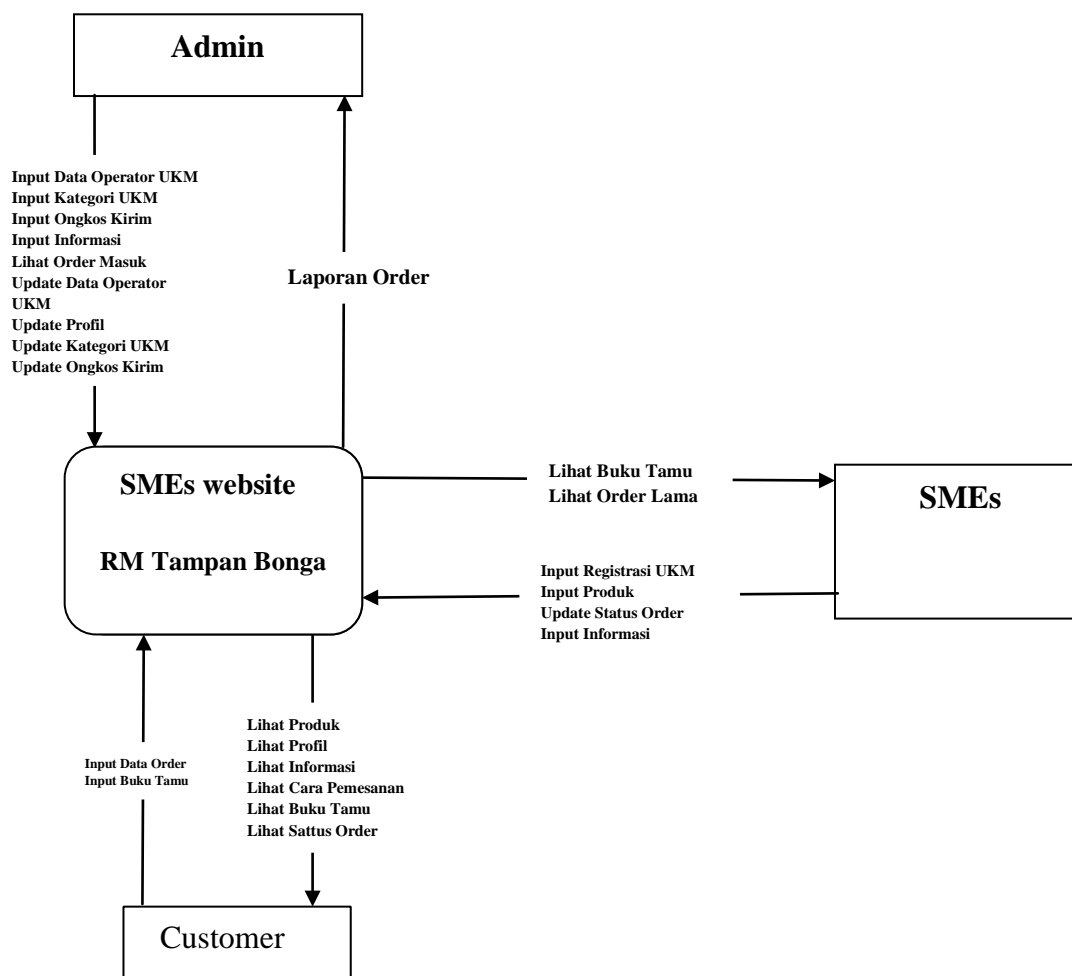 Admin
Input Data Operator UKM
Input Kategori UKM
Input Ongkos Kirim
Input Informasi
Lihat Order Masuk
Update Data Operator
UKM
Update Profil
Update Kategori UKM
Update Ongkos Kirim
Laporan Order
SMEs website
RM Tampan Bonga
Lihat Buku Tamu
Lihat Order Lama
SMEs
Input Registrasi UKM
Input Produk
Update Status Order
Input Informasi
Input Data Order
Input Buku Tamu
Lihat Produk
Lihat Profil
Lihat Informasi
Lihat Cara Pemesanan
Lihat Buku Tamu
Lihat Sattus Order
Customer